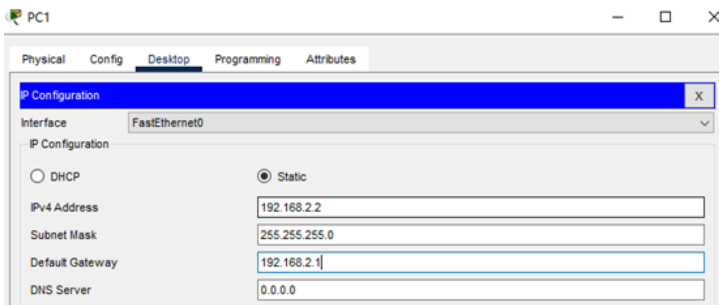 PC1
Physical Config Desktop Programming Attributes
IP Configuration X
Interface FastEthernet0
IP Configuration
DHCP Static
IPv4 Address 192.168.2.2
Subnet Mask 255.255.255.0
Default Gateway 192.168.2.1
DNS Server 0.0.0.0